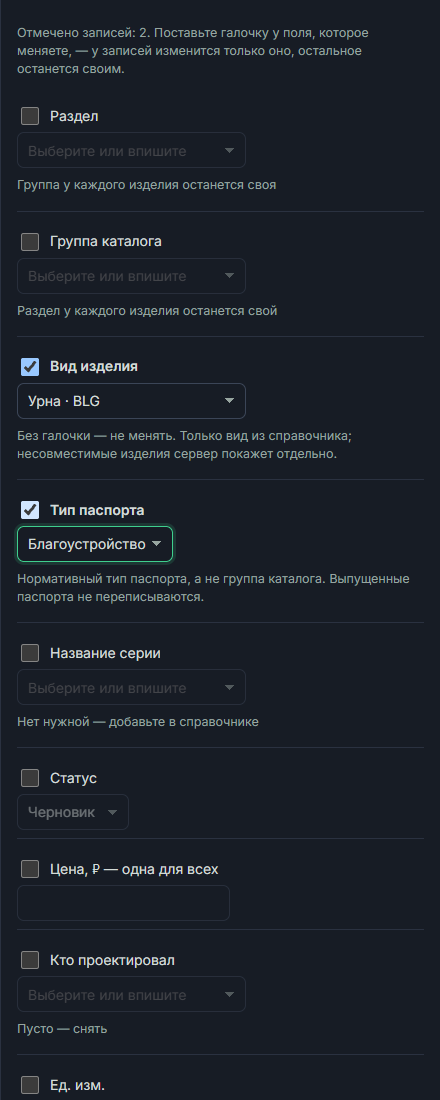 Отмечено записей: 2. Поставьте галочку у поля, которое
меняете, — у записей изменится только оно, остальное
останется своим.
Раздел
Выберите или впишите
Группа у каждого изделия останется своя
Группа каталога
Выберите или впишите
Раздел у каждого изделия останется свой
Вид изделия
Урна · BLG
Без галочки — не менять. Только вид из справочника;
несовместимые изделия сервер покажет отдельно.
Тип паспорта
Благоустройство
Нормативный тип паспорта, а не группа каталога. Выпущенные
паспорта не переписываются.
Название серии
Выберите или впишите
Нет нужной — добавьте в справочнике
Статус
Черновик
Цена, ₽ — одна для всех
Кто проектировал
Выберите или впишите
Пусто — снять
Ед. изм.